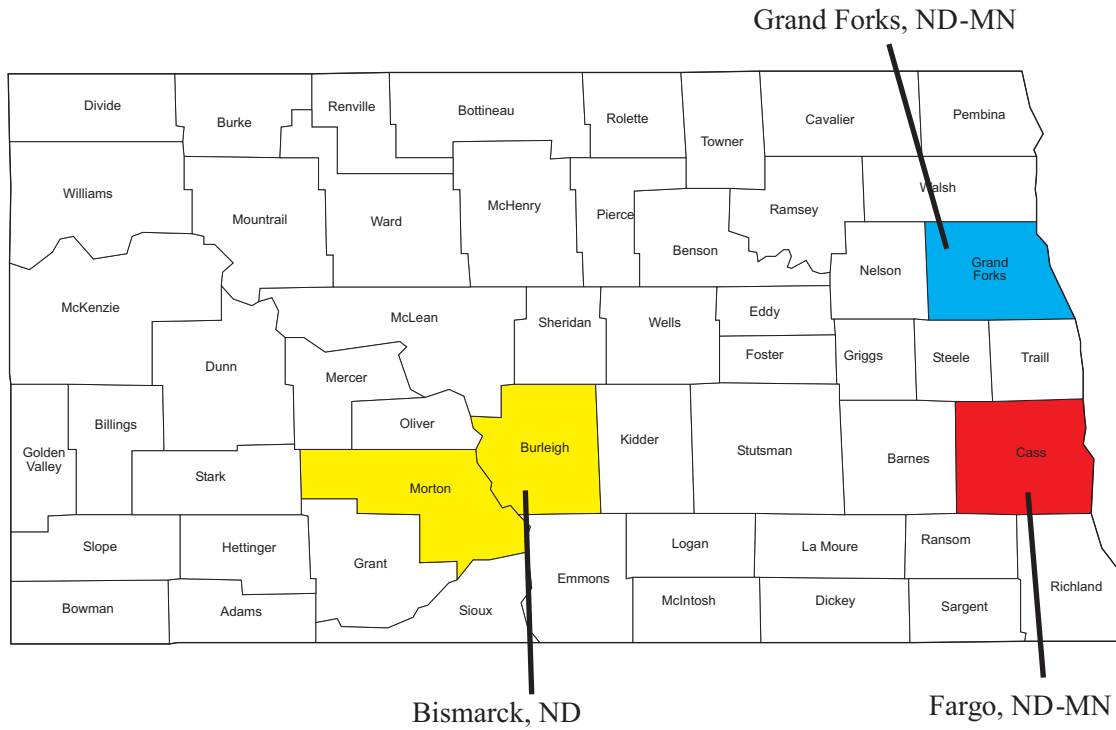 Grand Forks, ND-MN
Divide
Burke
Renville
Bottineau
Rolette
Towner
Cavalier
Pembina
Williams
Mountrail
Ward
McHenry
Pierce
Benson
Ramsey
Walsh
Nelson
Grand
Forks
McKenzie
Dunn
McLean
Mercer
Oliver
Sheridan
Wells
Eddy
Foster
Griggs
Steele
Traill
Golden
Valley
Billings
Stark
Morton
Burleigh
Kidder
Stutsman
Barnes
Cass
Slope
Hettinger
Grant
Bowman
Adams
Sioux
Emmons
Logan
McIntosh
La Moure
Dickey
Ransom
Sargent
Richland
Bismarck, ND
Fargo, ND-MN